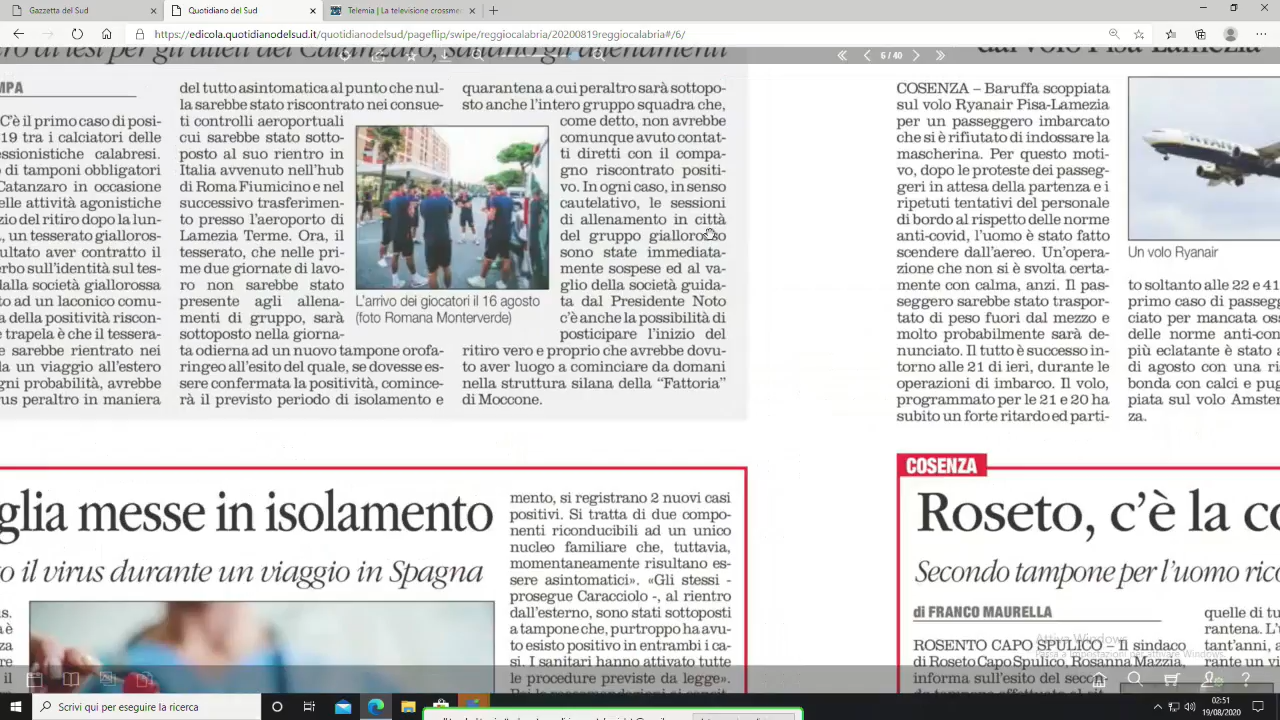 Gazzetta del Sud
Quotidiano del Sud
Telemia | La televisione
https://edicola.quotidianodelsud.it/quotidianodelsud/pageflip/swipe/reggiocalabria/20200819reggiocalabria#/6/
6 / 40
MPA
C'è il primo caso di posi-
19 tra i calciatori delle
essionistiche calabresi.
di tamponi obbligatori
Catanzaro in occasione
elle attività agonistiche
zio del ritiro dopo la lun-
, un tesserato gialloros-
ultato aver contratto il
erbo sull'identità sul tes-
dalla società giallorossa
to ad un laconico comu-
a della positività riscon-
e trapela è che il tessera-
e sarebbe rientrato nei
da un viaggio all'estero
gni probabilità, avrebbe
us peraltro in maniera
del tutto asintomatica al punto che nul-
la sarebbe stato riscontrato nei consue-
ti controlli aeroportuali
cui sarebbe stato sotto-
posto al suo rientro in
Italia avvenuto nell'hub
di Roma Fiumicino e nel
successivo trasferimen-
to presso l'aeroporto di
Lamezia Terme. Ora, il
tesserato, che nelle pri-
me due giornate di lavo-
ro non sarebbe stato
presente agli allena-
menti di gruppo, sarà
sottoposto nella giorna-
ta odierna ad un nuovo tampone orofa-
ringeo all'esito del quale, se dovesse es-
sere confermata la positività, comince-
rà il previsto periodo di isolamento e
L'arrivo dei giocatori il 16 agosto
(foto Romana Monterverde)
quarantena a cui peraltro sarà sottopo-
sto anche l'intero gruppo squadra che,
come detto, non avrebbe
comunque avuto contat-
ti diretti con il compa-
gno riscontrato positi-
vo. In ogni caso, in senso
cautelativo, le sessioni
di allenamento in città
del gruppo giallorosso
sono state immediata-
mente sospese ed al va-
glio della società guida-
ta dal Presidente Noto
c'è anche la possibilità di
posticipare l'inizio del
ritiro vero e proprio che avrebbe dovu-
to aver luogo a cominciare da domani
nella struttura silana della “Fattoria”
di Moccone.
dal volo Pisa Lamezia
COSENZA – Baruffa scoppiata
sul volo Ryanair Pisa-Lamezia
per un passeggero imbarcato
che si è rifiutato di indossare la
mascherina. Per questo moti-
vo, dopo le proteste dei passeg-
geri in attesa della partenza e i
ripetuti tentativi del personale
di bordo al rispetto delle norme
anti-covid, l'uomo è stato fatto
scendere dall'aereo. Un'opera-
zione che non si è svolta certa-
mente con calma, anzi. Il pas-
seggero sarebbe stato traspor-
tato di peso fuori dal mezzo e
molto probabilmente sarà de-
nunciato. Il tutto è successo in-
torno alle 21 di ieri, durante le
operazioni di imbarco. Il volo,
programmato per le 21 e 20 ha
subito un forte ritardo ed parti-
Un volo Ryanair
to soltanto alle 22 e 41
primo caso di passegg
ciato per mancata os
delle norme anti-con
più eclatante è stato a
di agosto con una ri
bonda con calci e pug
piata sul volo Amster
za.
glia messe in isolamento
o il virus durante un viaggio in Spagna
mento, si registrano 2 nuovi casi
positivi. Si tratta di due compo-
nenti riconducibili ad un unico
nucleo familiare che, tuttavia,
momentaneamente risultano es-
sere asintomatici». «Gli stessi -
prosegue Caracciolo -, al rientro
dall'esterno, sono stati sottoposti
a tampone che, purtroppo ha avu-
to esisto positivo in entrambi i ca-
si. I sanitari hanno attivato tutte
le procedure previste da legge».
COSENZA
Roseto, c'è la co
Secondo tampone per l'uomo rico
di FRANCO MAURELLA
ROSENTO CAPO SPULICO – Il sindaco
di Roseto Capo Spulico, Rosanna Mazzia,
informa sull'esito del secon
quelle di tu
rantena. L'u
tant'anni, a
rante un vi
Attiva Windows
Passa a Impostazioni per attivare Windows.
Scrivi qui per eseguire la ricerca
02:51
19/08/2020